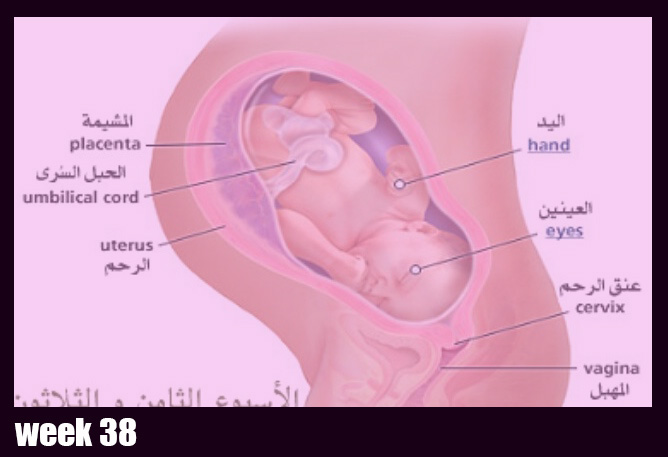 المشيمة
placenta
الحبل السرى
umbilical cord
uterus
الرحم
اليد
hand
العينين
eyes
عنق الرحم
cervix
vagina
المهبل
الأسبوع الثامن و الثلاثون
week 38